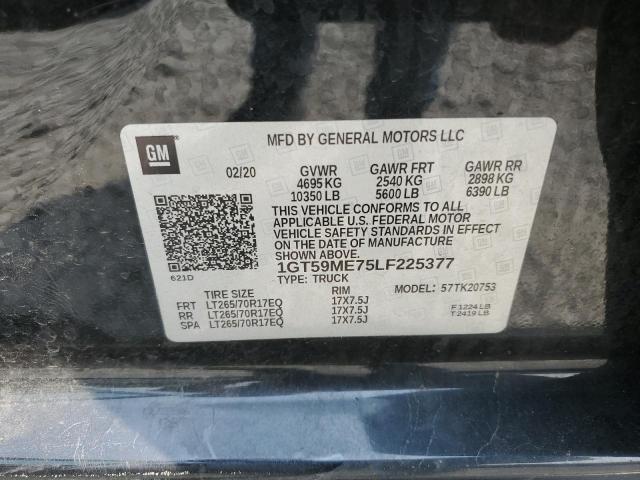 GM
MFD BY GENERAL MOTORS LLC
02/20 GVWR GAWR FRT GAWR RR
4695 KG 2540 KG 2898 KG
10350 LB 5600 LB 6390 LB
THIS VEHICLE CONFORMS TO ALL
APPLICABLE U.S. FEDERAL MOTOR
VEHICLE SAFETY STANDARDS IN
EFFECT ON THE DATE OF
MANUFACTURE SHOWN ABOVE.
621D
1GT59ME75LF225377
TYPE: TRUCK
MODEL: 57TK20753
TIRE SIZE RIM
FRT LT265/70R17EQ 17X7.5J
RR LT265/70R17EQ 17X7.5J
SPA LT265/70R17EQ 17X7.5J
F 1224 LB
T 2419 LB